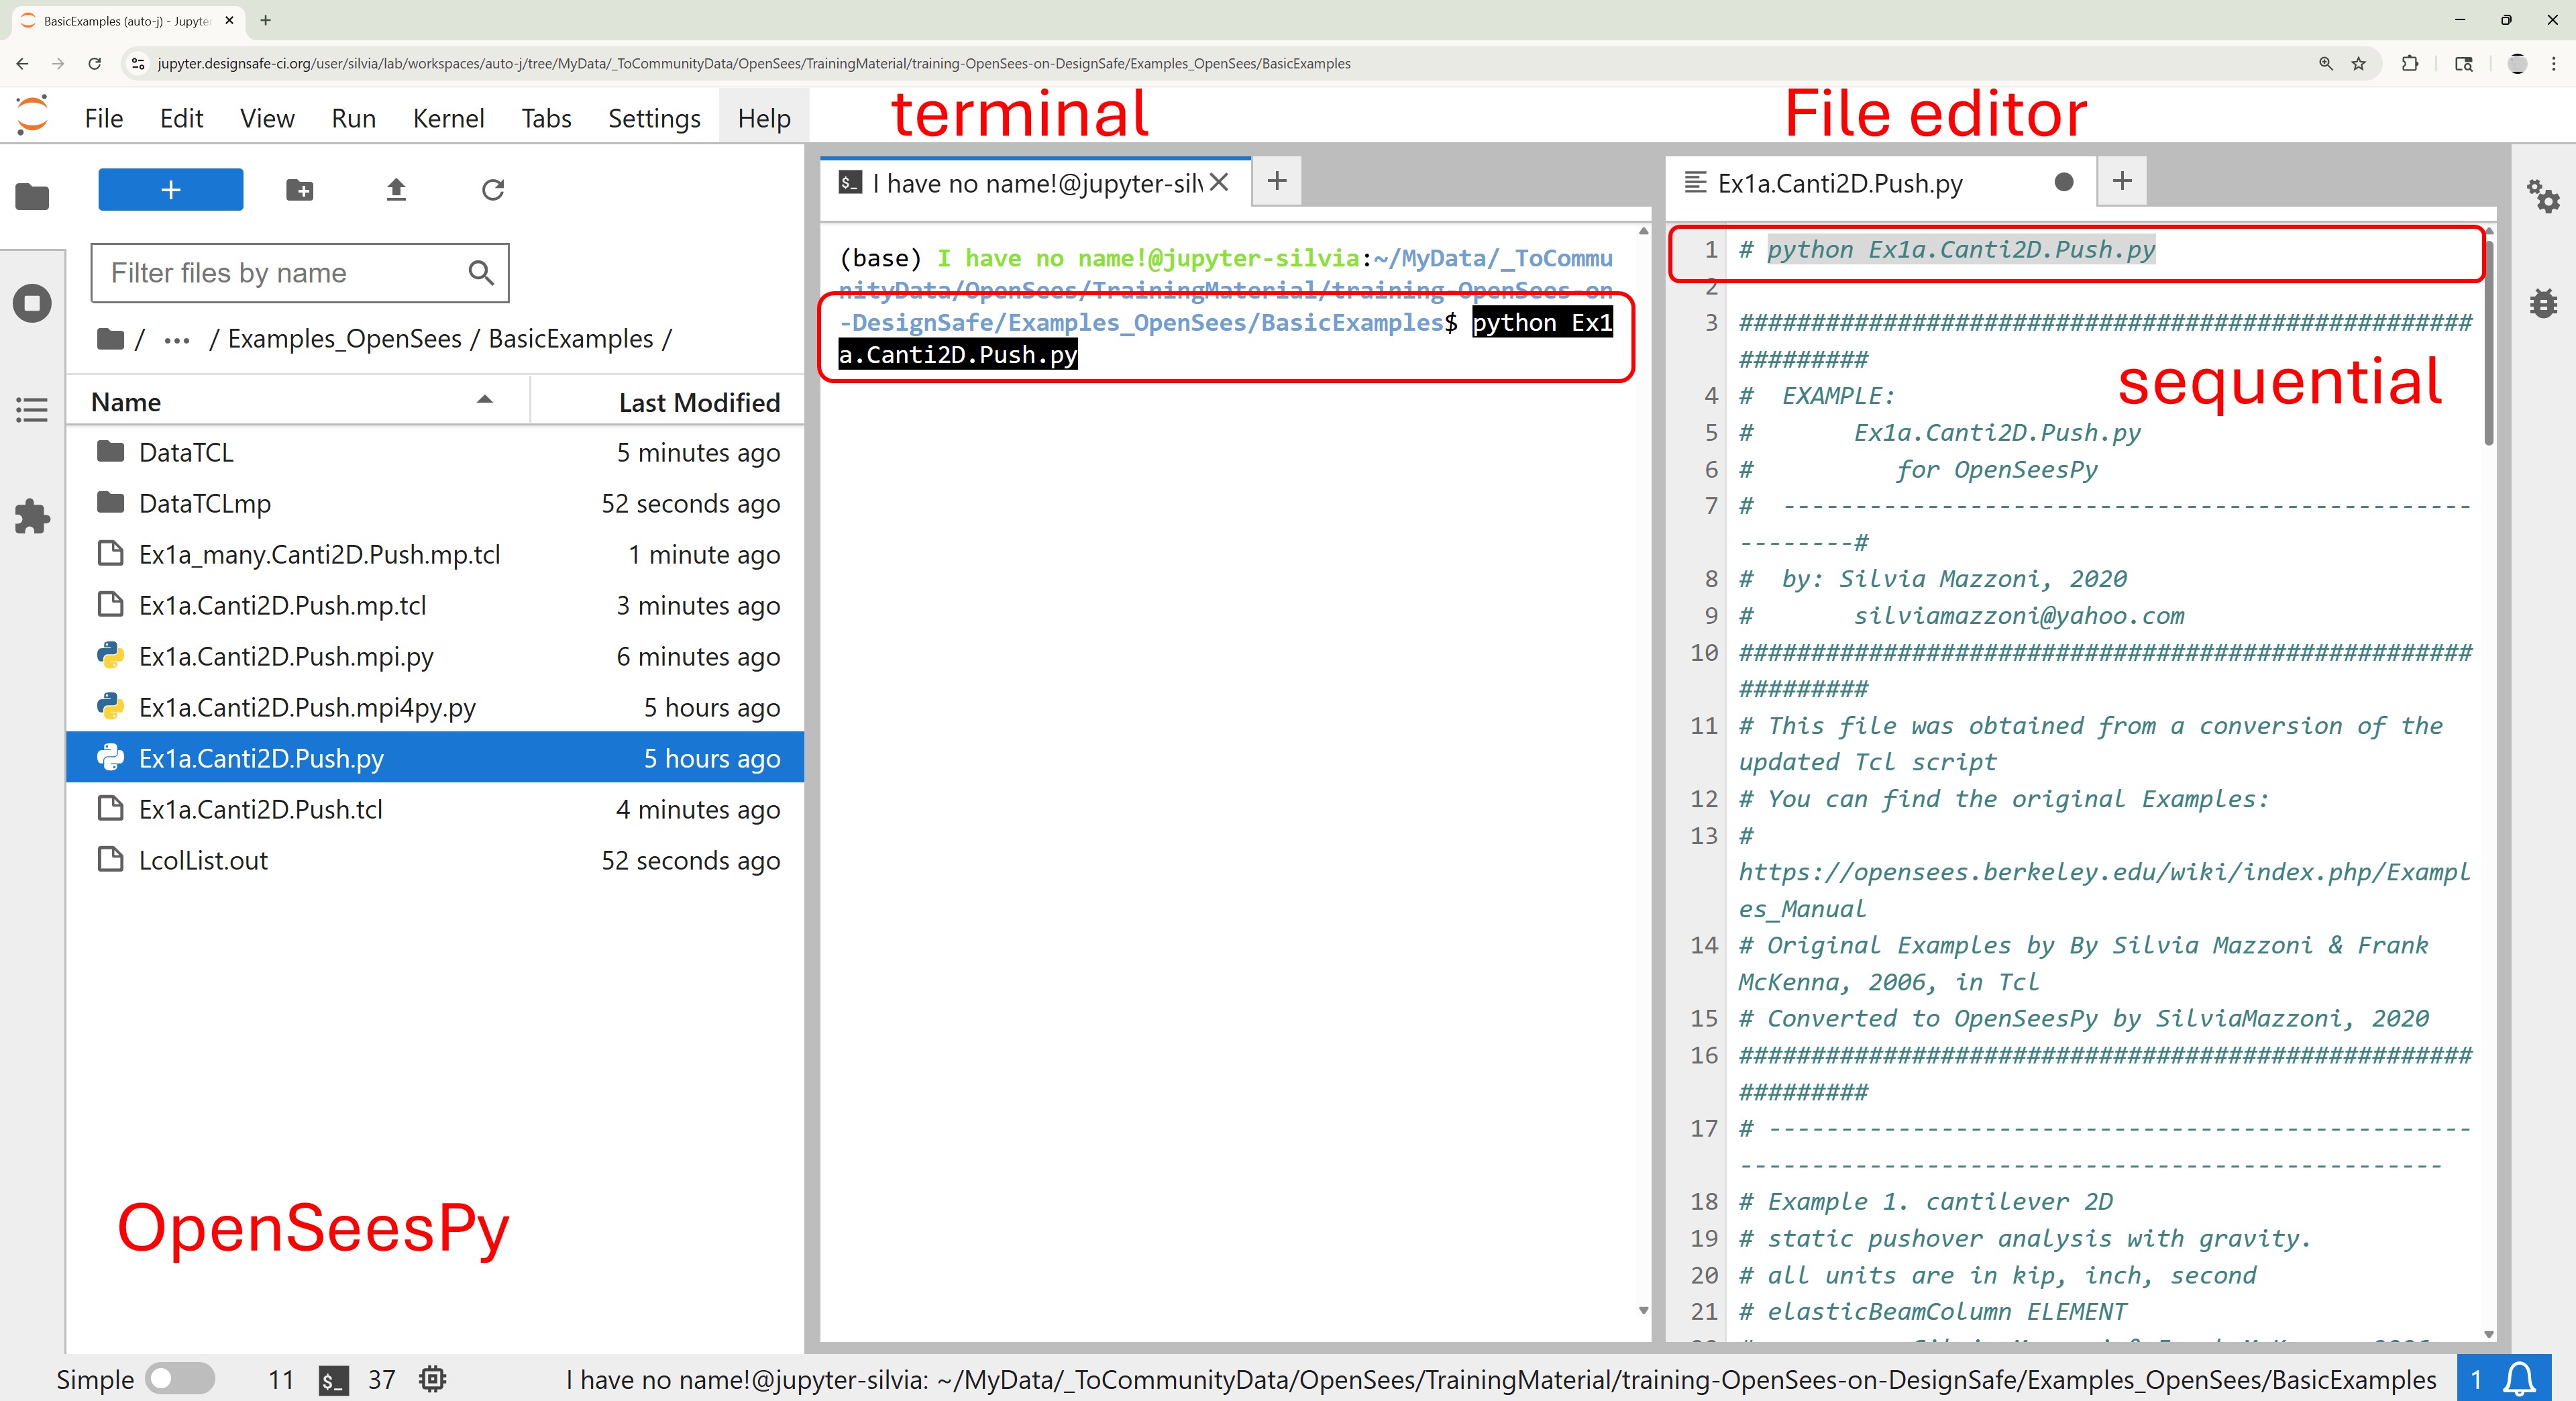 BasicExamples (auto-j) - Jupyte
jupyter.designsafe-ci.org/user/silvia/lab/workspaces/auto-j/tree/MyData/_ToCommunityData/OpenSees/TrainingMaterial/training-OpenSees-on-DesignSafe/Examples_OpenSees/BasicExamples
File Edit View Run Kernel Tabs Settings Help
terminal
File editor
Filter files by name
/ ... / Examples_OpenSees / BasicExamples /
Name Last Modified
DataTCL 5 minutes ago
DataTCLmp 52 seconds ago
Ex1a_many.Canti2D.Push.mp.tcl 1 minute ago
Ex1a.Canti2D.Push.mp.tcl 3 minutes ago
Ex1a.Canti2D.Push.mpi.py 6 minutes ago
Ex1a.Canti2D.Push.mpi4py.py 5 hours ago
Ex1a.Canti2D.Push.py 5 hours ago
Ex1a.Canti2D.Push.tcl 4 minutes ago
LcolList.out 52 seconds ago
OpenSeesPy
$_ I have no name!@jupyter-silv
(base) I have no name!@jupyter-silvia:~/MyData/_ToCommu
nityData/OpenSees/TrainingMaterial/training-OpenSees-on
-DesignSafe/Examples_OpenSees/BasicExamples$ python Ex1
a.Canti2D.Push.py
Ex1a.Canti2D.Push.py
1 # python Ex1a.Canti2D.Push.py
2
3 ###################################################
#########
sequential
4 # EXAMPLE:
5 # Ex1a.Canti2D.Push.py
6 # for OpenSeesPy
7 # ------------------------------------------------
--------#
8 # by: Silvia Mazzoni, 2020
9 # silviamazzoni@yahoo.com
10 ###################################################
#########
11 # This file was obtained from a conversion of the
updated Tcl script
12 # You can find the original Examples:
13 #
https://opensees.berkeley.edu/wiki/index.php/Exampl
es_Manual
14 # Original Examples by By Silvia Mazzoni & Frank
McKenna, 2006, in Tcl
15 # Converted to OpenSeesPy by SilviaMazzoni, 2020
16 ###################################################
#########
17 # -------------------------------------------------
-------------------------------------------------
18 # Example 1. cantilever 2D
19 # static pushover analysis with gravity.
20 # all units are in kip, inch, second
21 # elasticBeamColumn ELEMENT
Simple 11 $_ 37 I have no name!@jupyter-silvia: ~/MyData/_ToCommunityData/OpenSees/TrainingMaterial/training-OpenSees-on-DesignSafe/Examples_OpenSees/BasicExamples 1